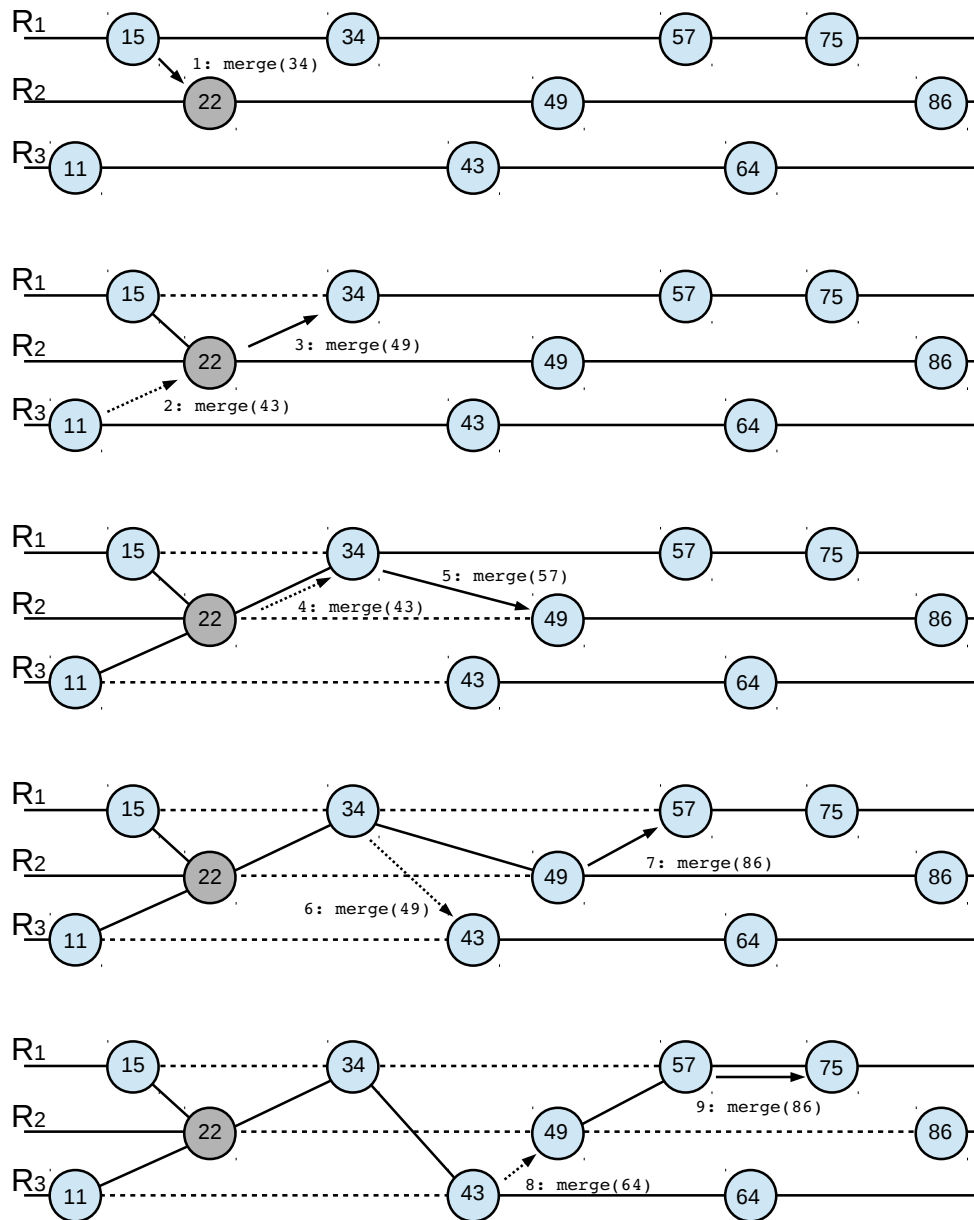 R1 15 34 57 75
1: merge(34)
R2 22 49 86
R3 11 43 64
R1 15 34 57 75
3: merge(49)
R2 22 49 86
2: merge(43)
R3 11 43 64
R1 15 34 57 75
5: merge(57)
R2 22 4: merge(43) 49 86
R3 11 43 64
R1 15 34 57 75
7: merge(86)
R2 22 49 86
6: merge(49)
R3 11 43 64
R1 15 34 57 75
9: merge(86)
R2 22 49 86
8: merge(64)
R3 11 43 64